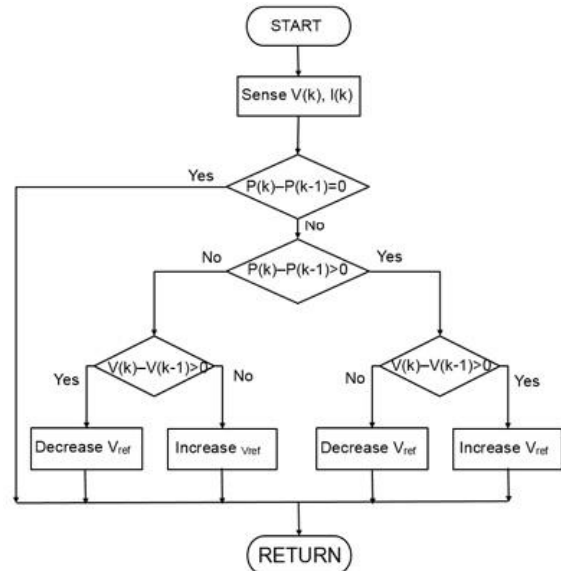 START
Sense V(k), I(k)
Yes
P(k)–P(k-1)=0
No
No
P(k)–P(k-1)>0
Yes
V(k)–V(k-1)>0
V(k)–V(k-1)>0
Yes
No
No
Yes
Decrease Vref
Increase Vref
Decrease Vref
Increase Vref
RETURN